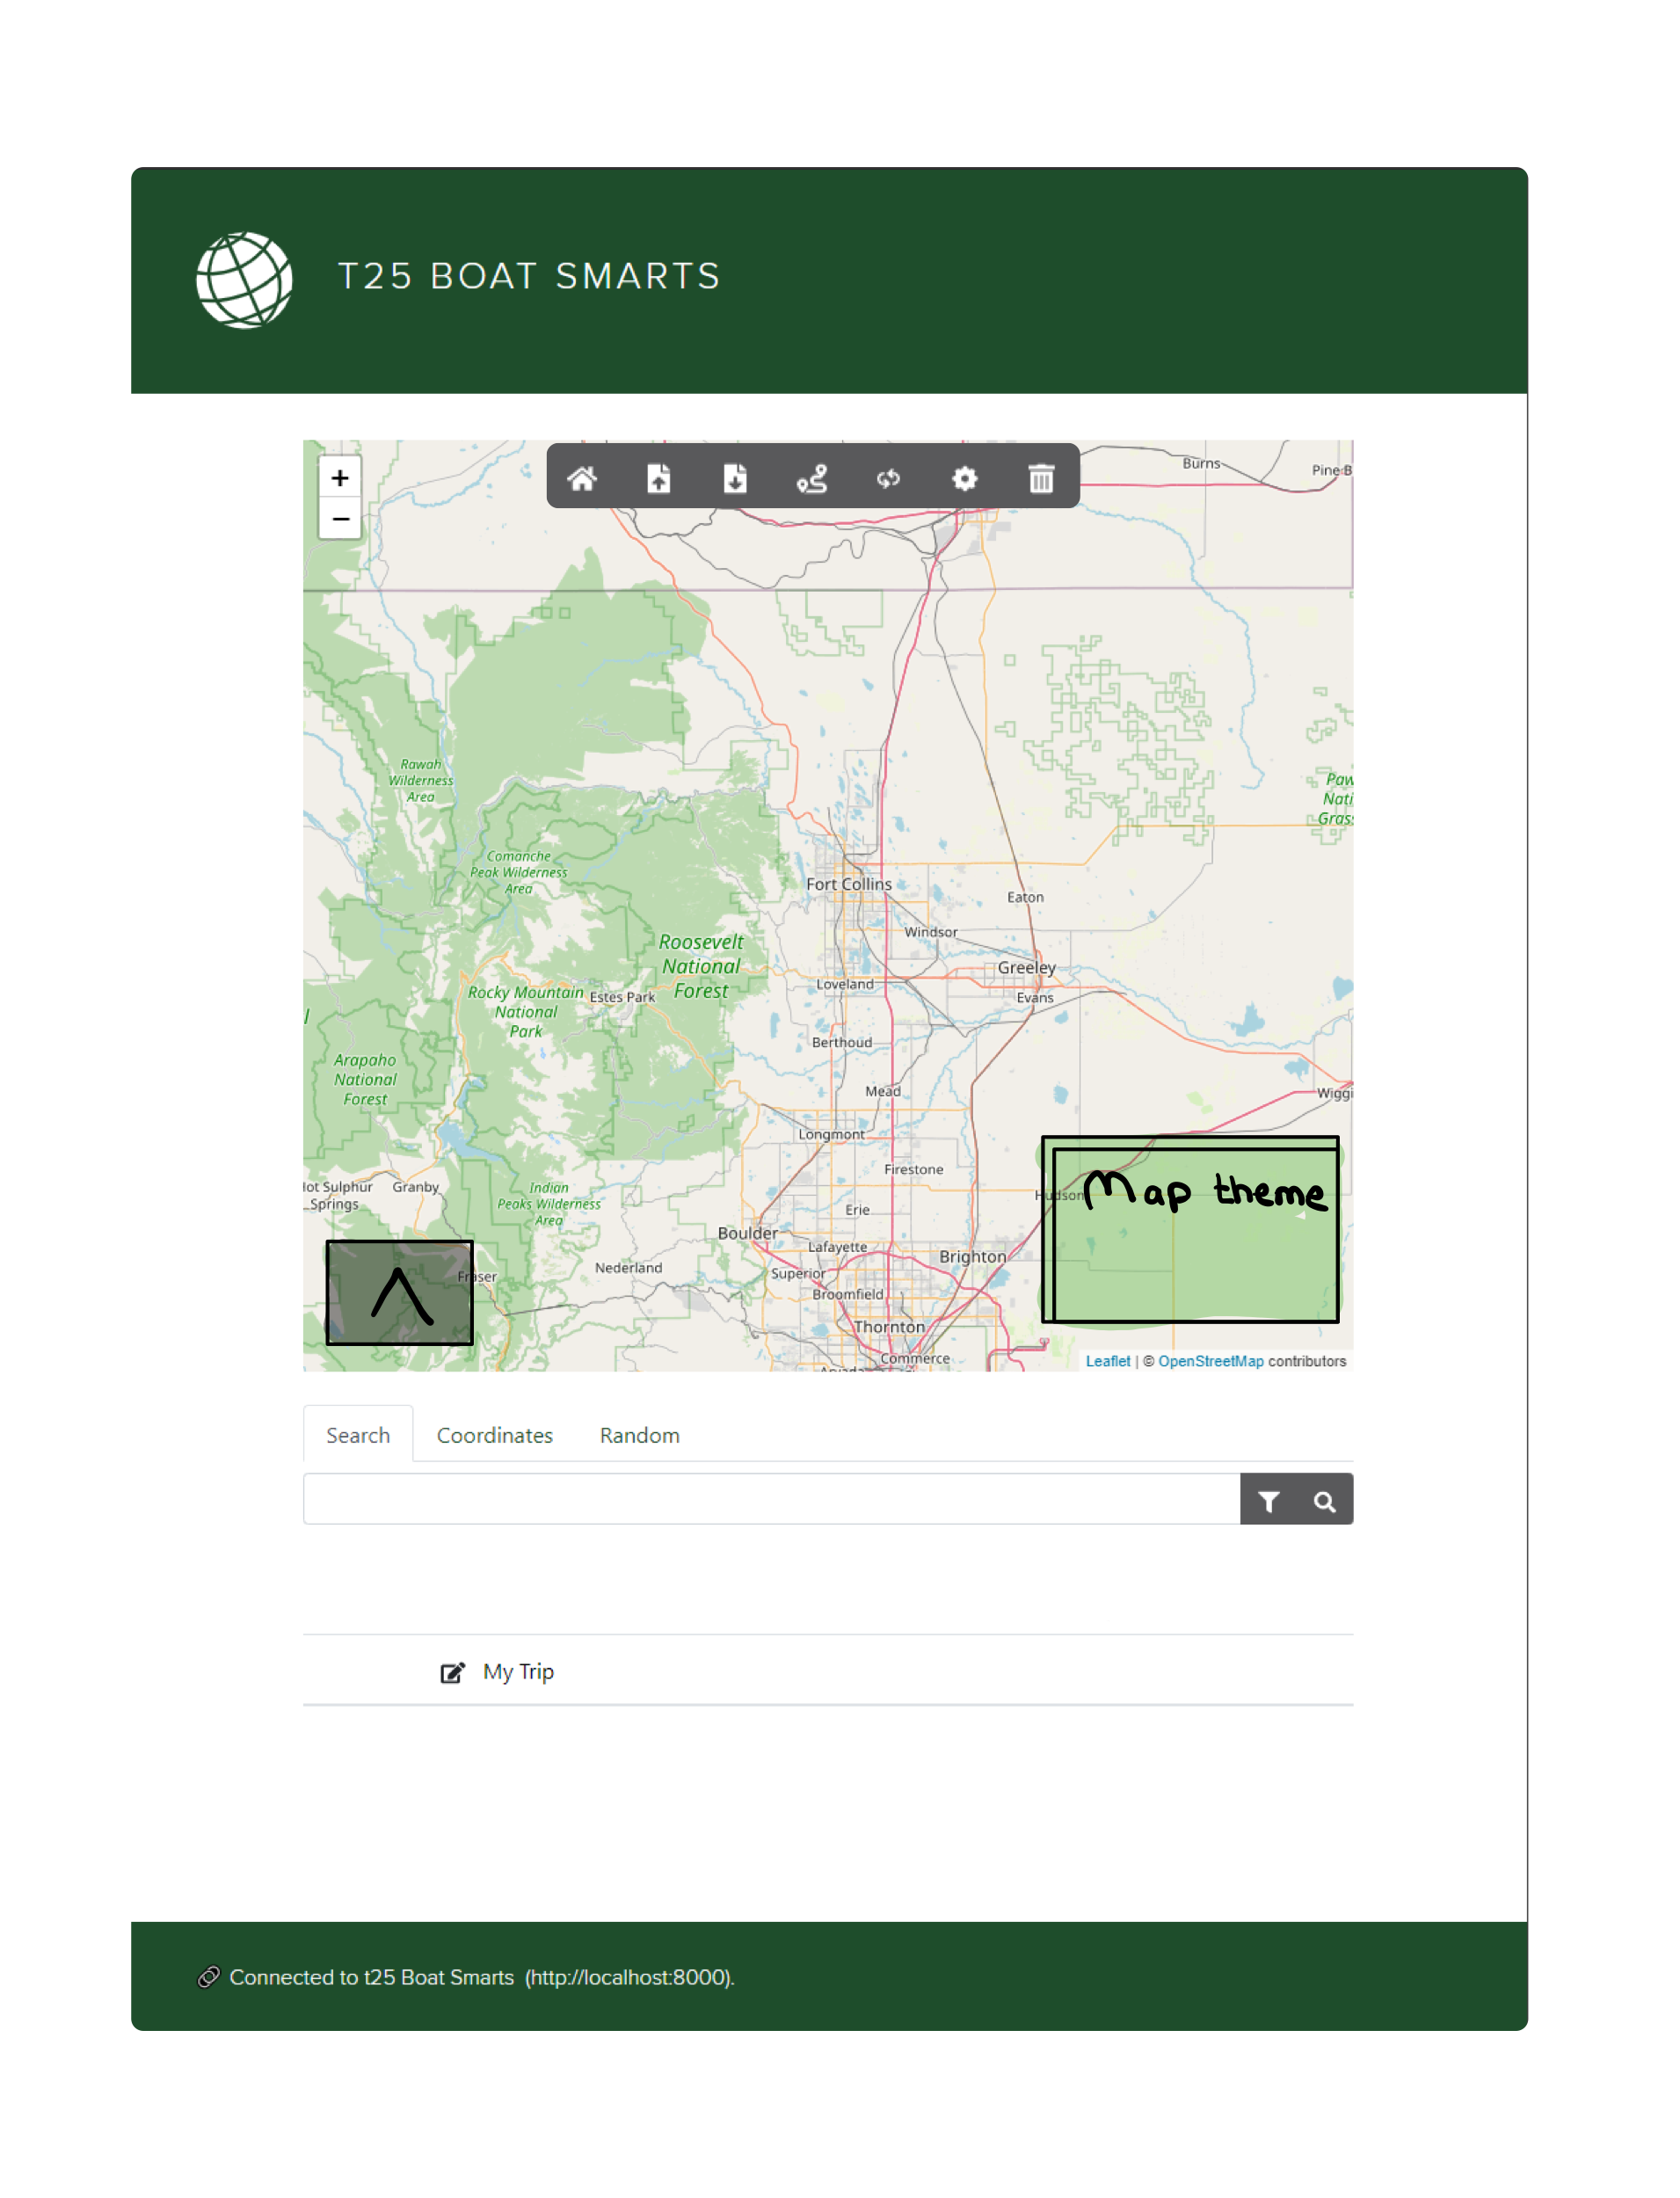 T25 BOAT SMARTS
+
−
Burns
Pine B
Rawah
Wilderness
Area
Paw
Nati
Gras
Comanche
Peak Wilderness
Area
Fort Collins
Eaton
Windsor
Roosevelt
National
Forest
Greeley
Loveland
Evans
Rocky Mountain
National
Park
Estes Park
l
Berthoud
Arapaho
National
Forest
Mead
Wiggi
Longmont
Firestone
Hudson
Map theme
lot Sulphur
Springs
Granby
Indian
Peaks Wilderness
Area
Erie
Boulder
Lafayette
Brighton
Fraser
Nederland
Superior
Broomfield
Thornton
Commerce
Arvada
Leaflet | © OpenStreetMap contributors
Search
Coordinates
Random
My Trip
Connected to t25 Boat Smarts (http://localhost:8000).